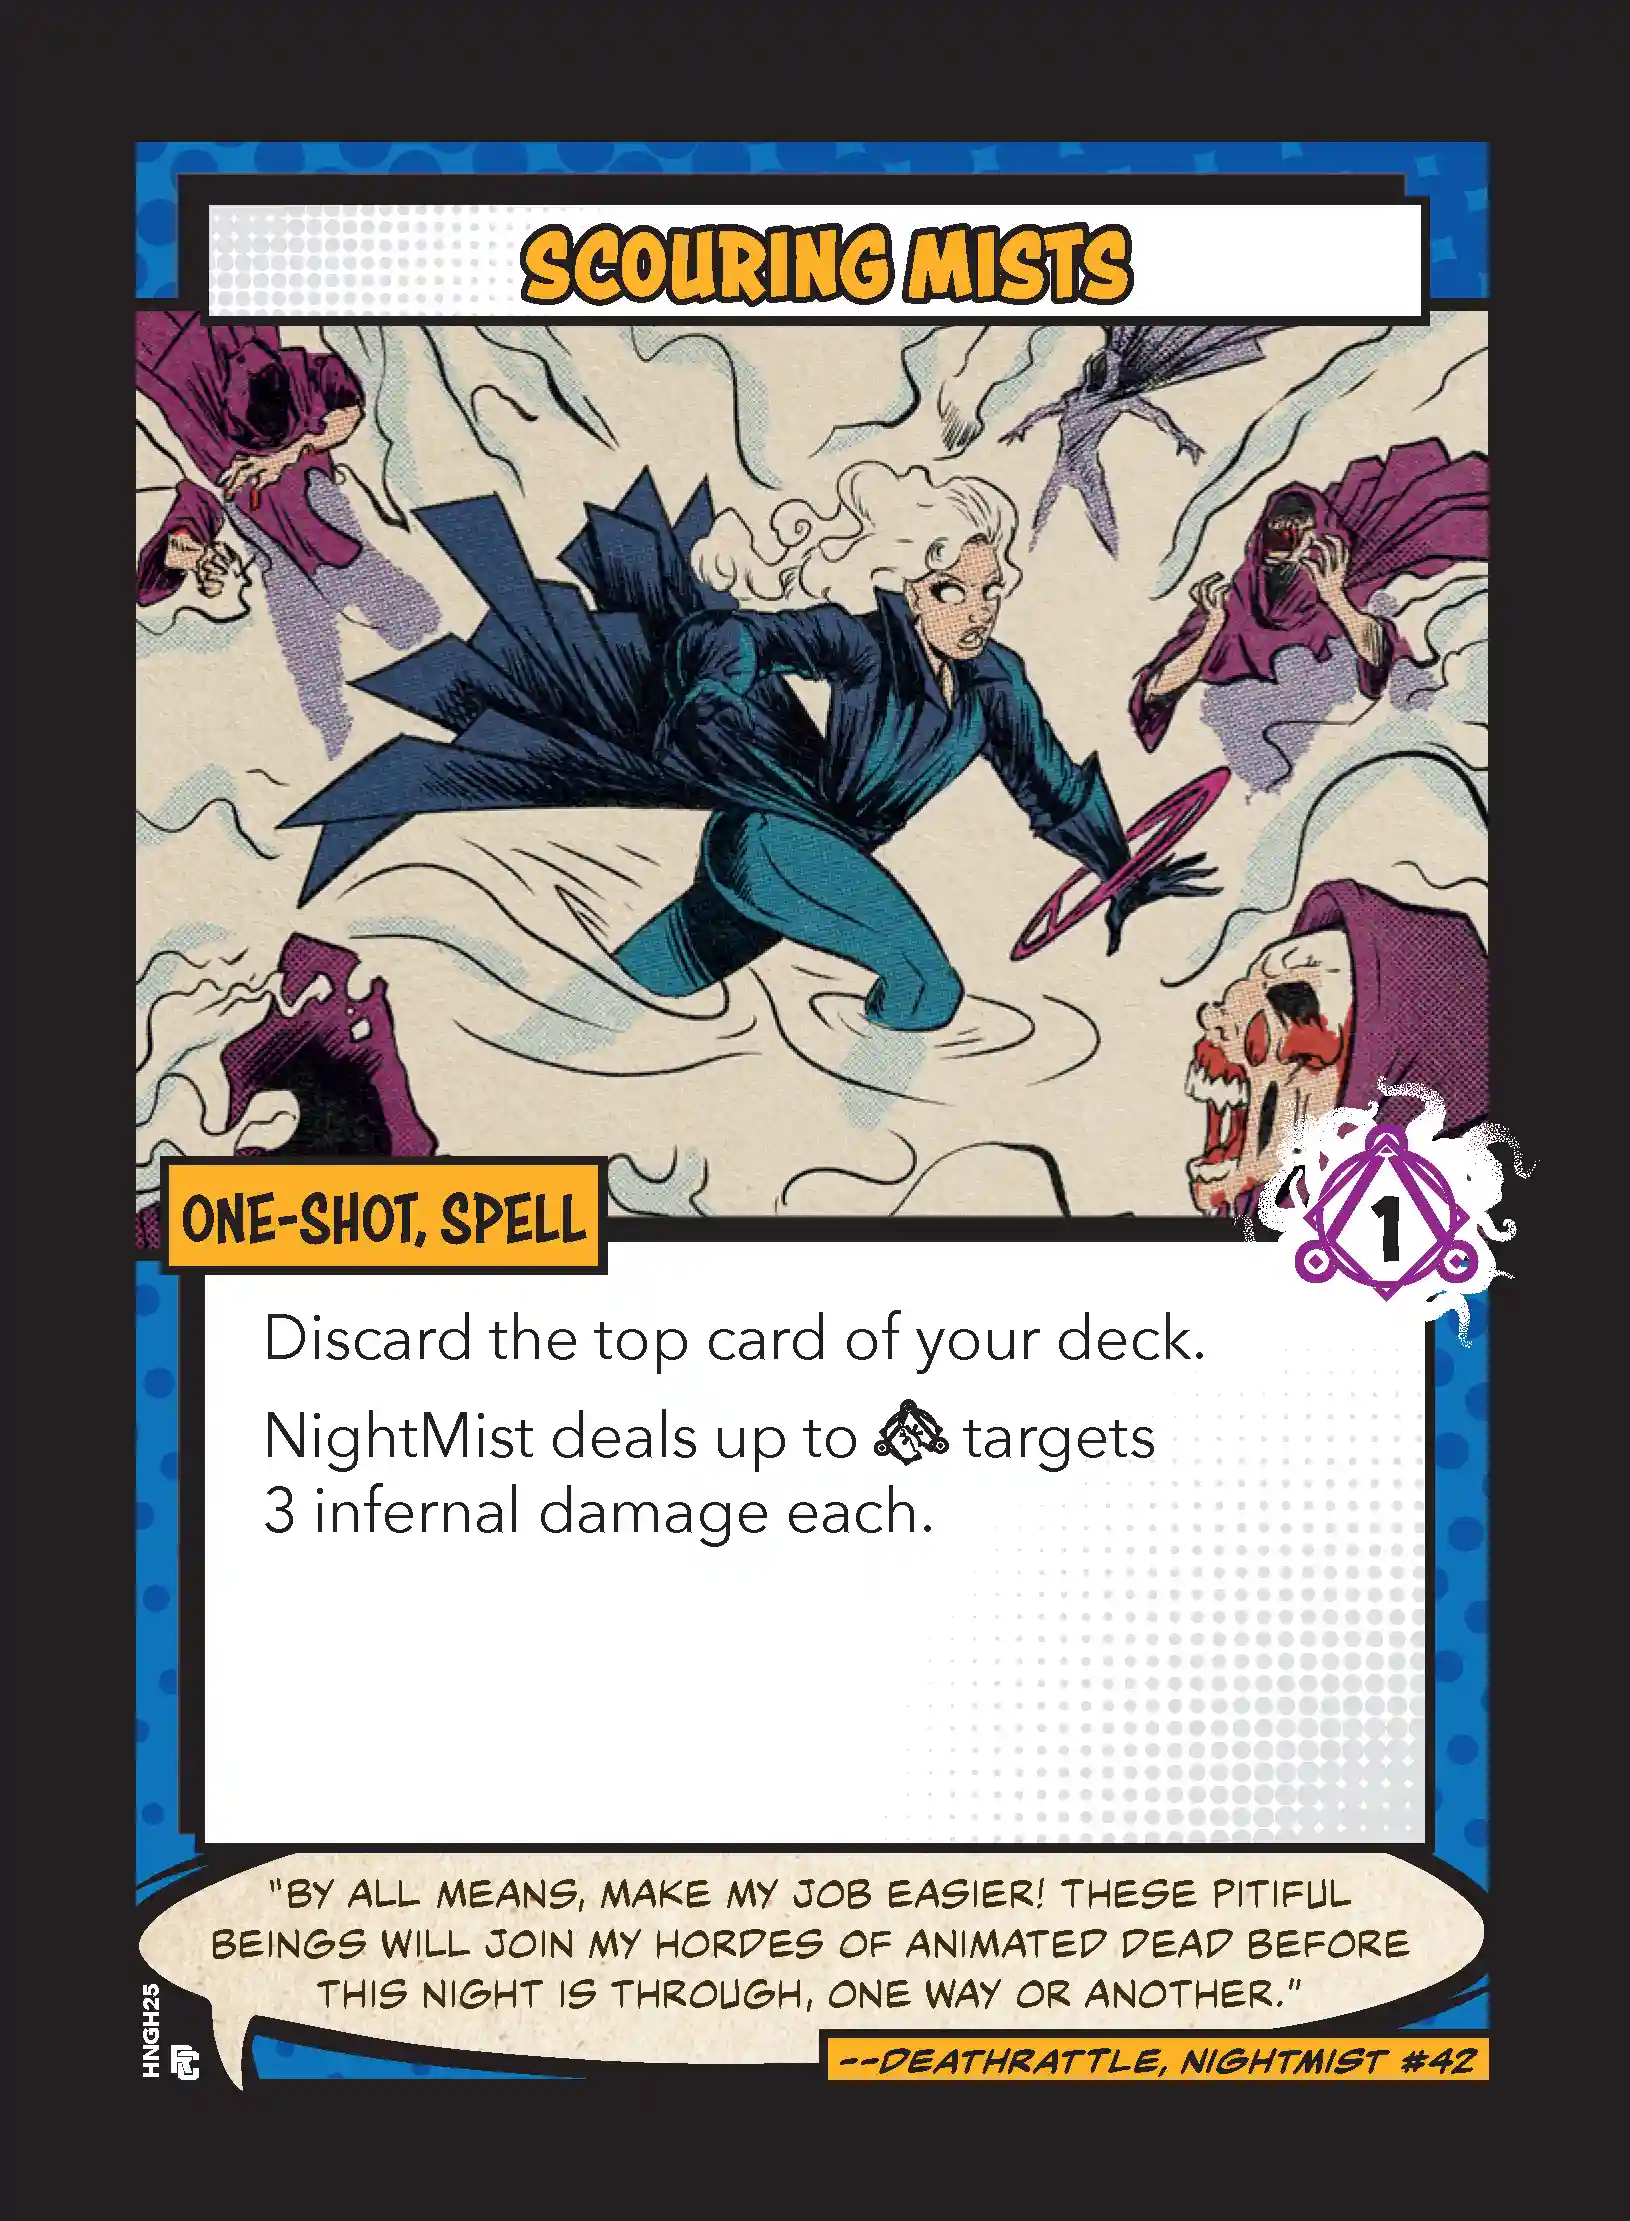 SCOURING MISTS
ONE-SHOT, SPELL
1
Discard the top card of your deck.
NightMist deals up to targets
3 infernal damage each.
"BY ALL MEANS, MAKE MY JOB EASIER! THESE PITIFUL
BEINGS WILL JOIN MY HORDES OF ANIMATED DEAD BEFORE
THIS NIGHT IS THROUGH, ONE WAY OR ANOTHER."
--DEATHRATTLE, NIGHTMIST #42
HNGH25